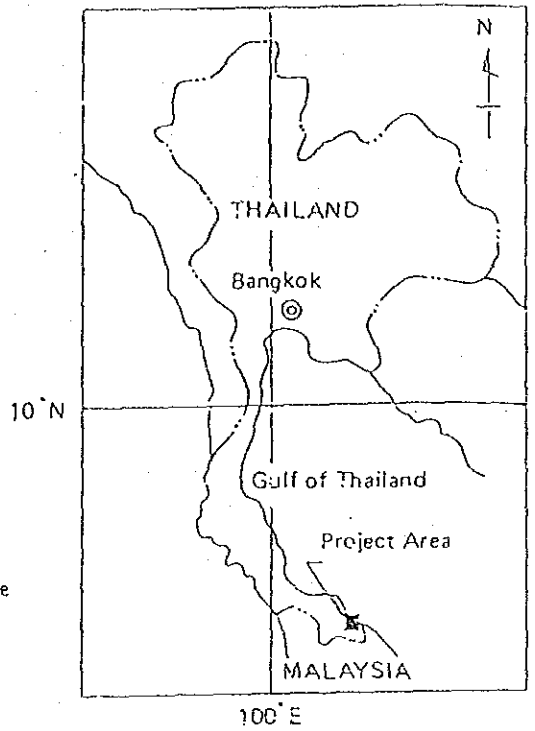 N
THAILAND
Bangkok
10°N
Gulf of Thailand
Project Area
e
MALAYSIA
100°E